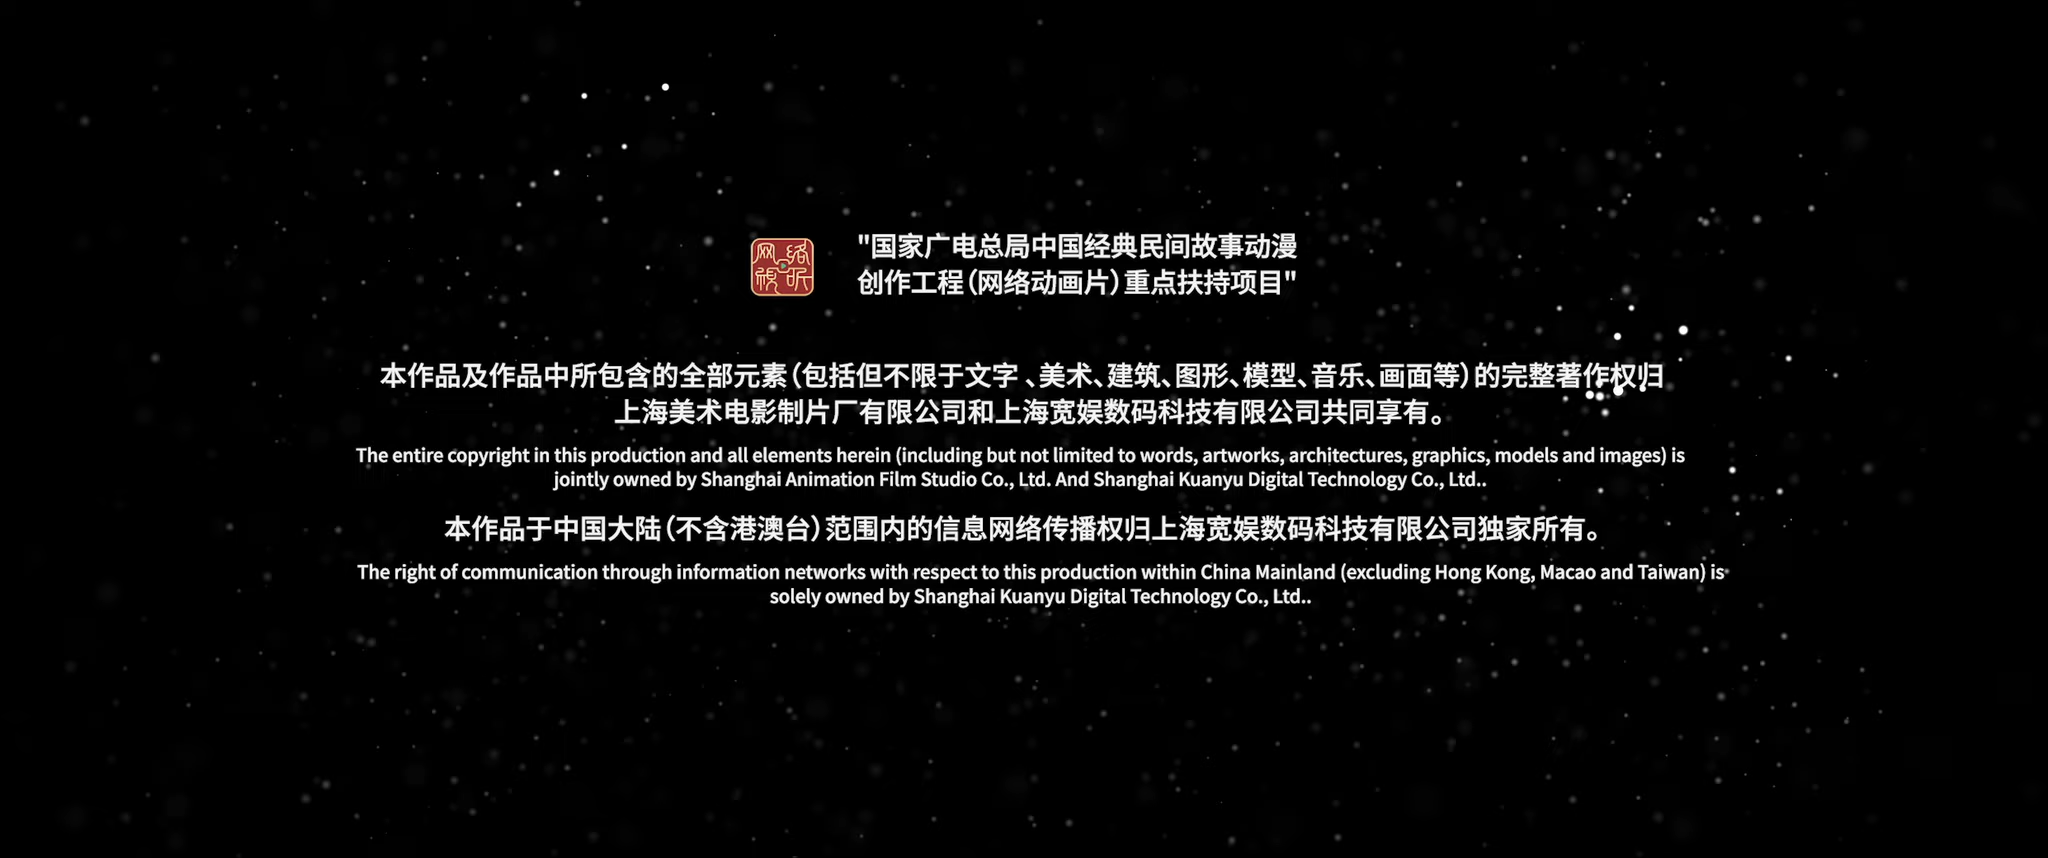 网络
视听
"国家广电总局中国经典民间故事动漫
创作工程(网络动画片)重点扶持项目"
本作品及作品中所包含的全部元素(包括但不限于文字、美术、建筑、图形、模型、音乐、画面等)的完整著作权归
上海美术电影制片厂有限公司和上海宽娱数码科技有限公司共同享有。
The entire copyright in this production and all elements herein (including but not limited to words, artworks, architectures, graphics, models and images) is
jointly owned by Shanghai Animation Film Studio Co., Ltd. And Shanghai Kuanyu Digital Technology Co., Ltd..
本作品于中国大陆(不含港澳台)范围内的信息网络传播权归上海宽娱数码科技有限公司独家所有。
The right of communication through information networks with respect to this production within China Mainland (excluding Hong Kong, Macao and Taiwan) is
solely owned by Shanghai Kuanyu Digital Technology Co., Ltd..